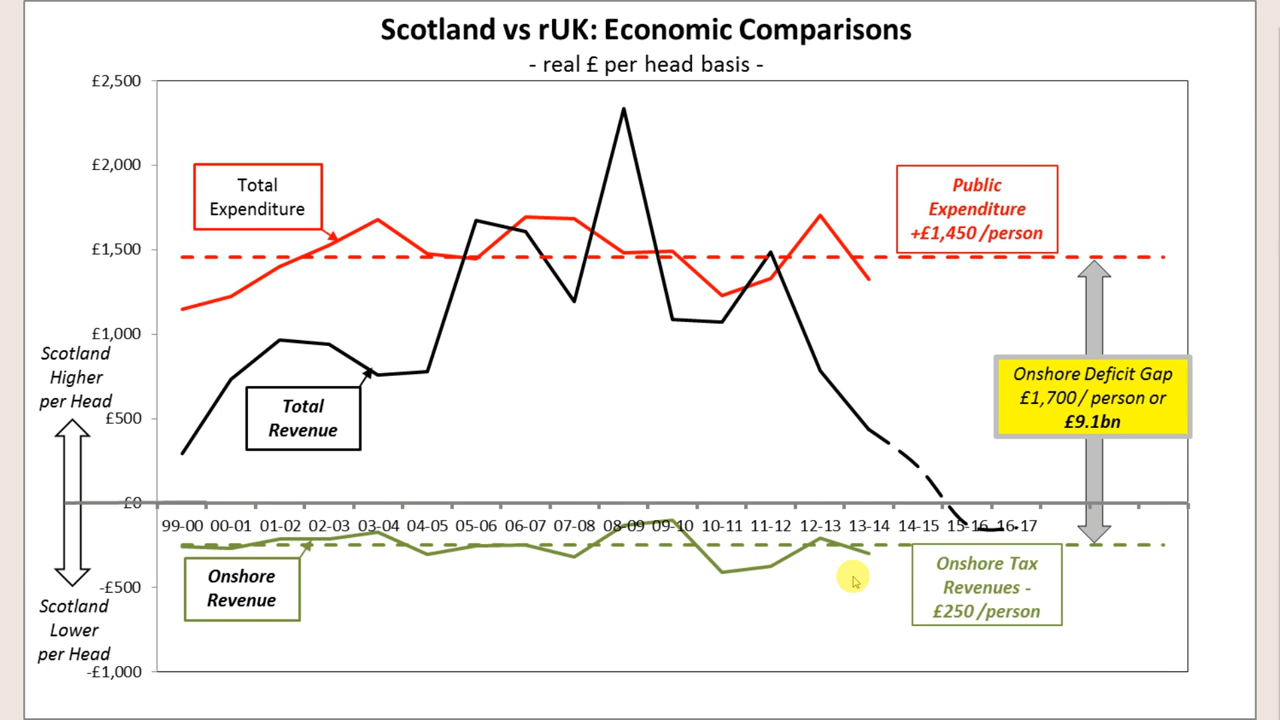 Scotland vs rUK: Economic Comparisons
- real £ per head basis -
£2,500
£2,000
£1,500
£1,000
£500
£0
-£500
-£1,000
Total
Expenditure
Public
Expenditure
+£1,450 /person
Scotland
Higher
per Head
Total
Revenue
Onshore Deficit Gap
£1,700 / person or
£9.1bn
99-00 00-01 01-02 02-03 03-04 04-05 05-06 06-07 07-08 08-09 09-10 10-11 11-12 12-13 13-14 14-15 15-16 16-17
Onshore
Revenue
Onshore Tax
Revenues -
£250 /person
Scotland
Lower
per Head